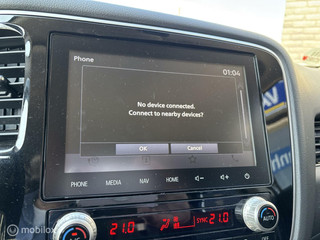 Phone
01:04
No device connected.
Connect to nearby devices?
OK Cancel
PHONE MEDIA NAV HOME
21.0 SYNC 21.0 AUTO
Mobilox